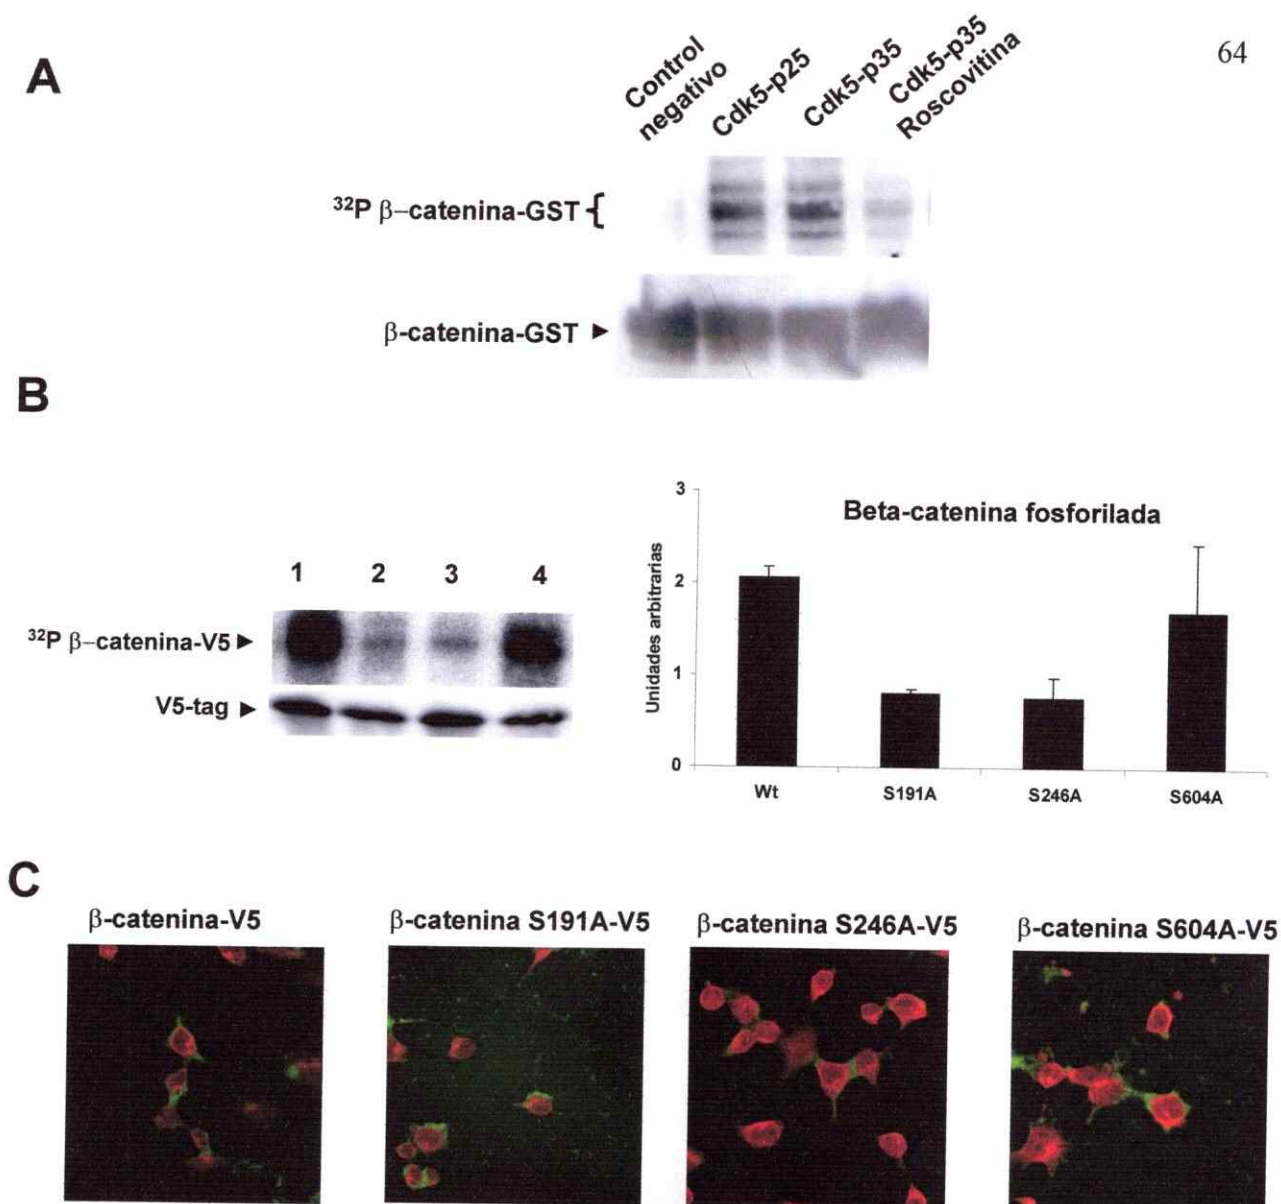 64
A
Control
negativo
Cdk5-p25
Cdk5-p35
Cdk5-p35
Roscovitina
32P β–catenina-GST {
β-catenina-GST
B
1 2 3 4
32P β–catenina-V5
V5-tag
3
Beta-catenina fosforilada
2
1
0
Unidades arbitrarias
Wt S191A S246A S604A
C
β-catenina-V5
β-catenina S191A-V5
β-catenina S246A-V5
β-catenina S604A-V5